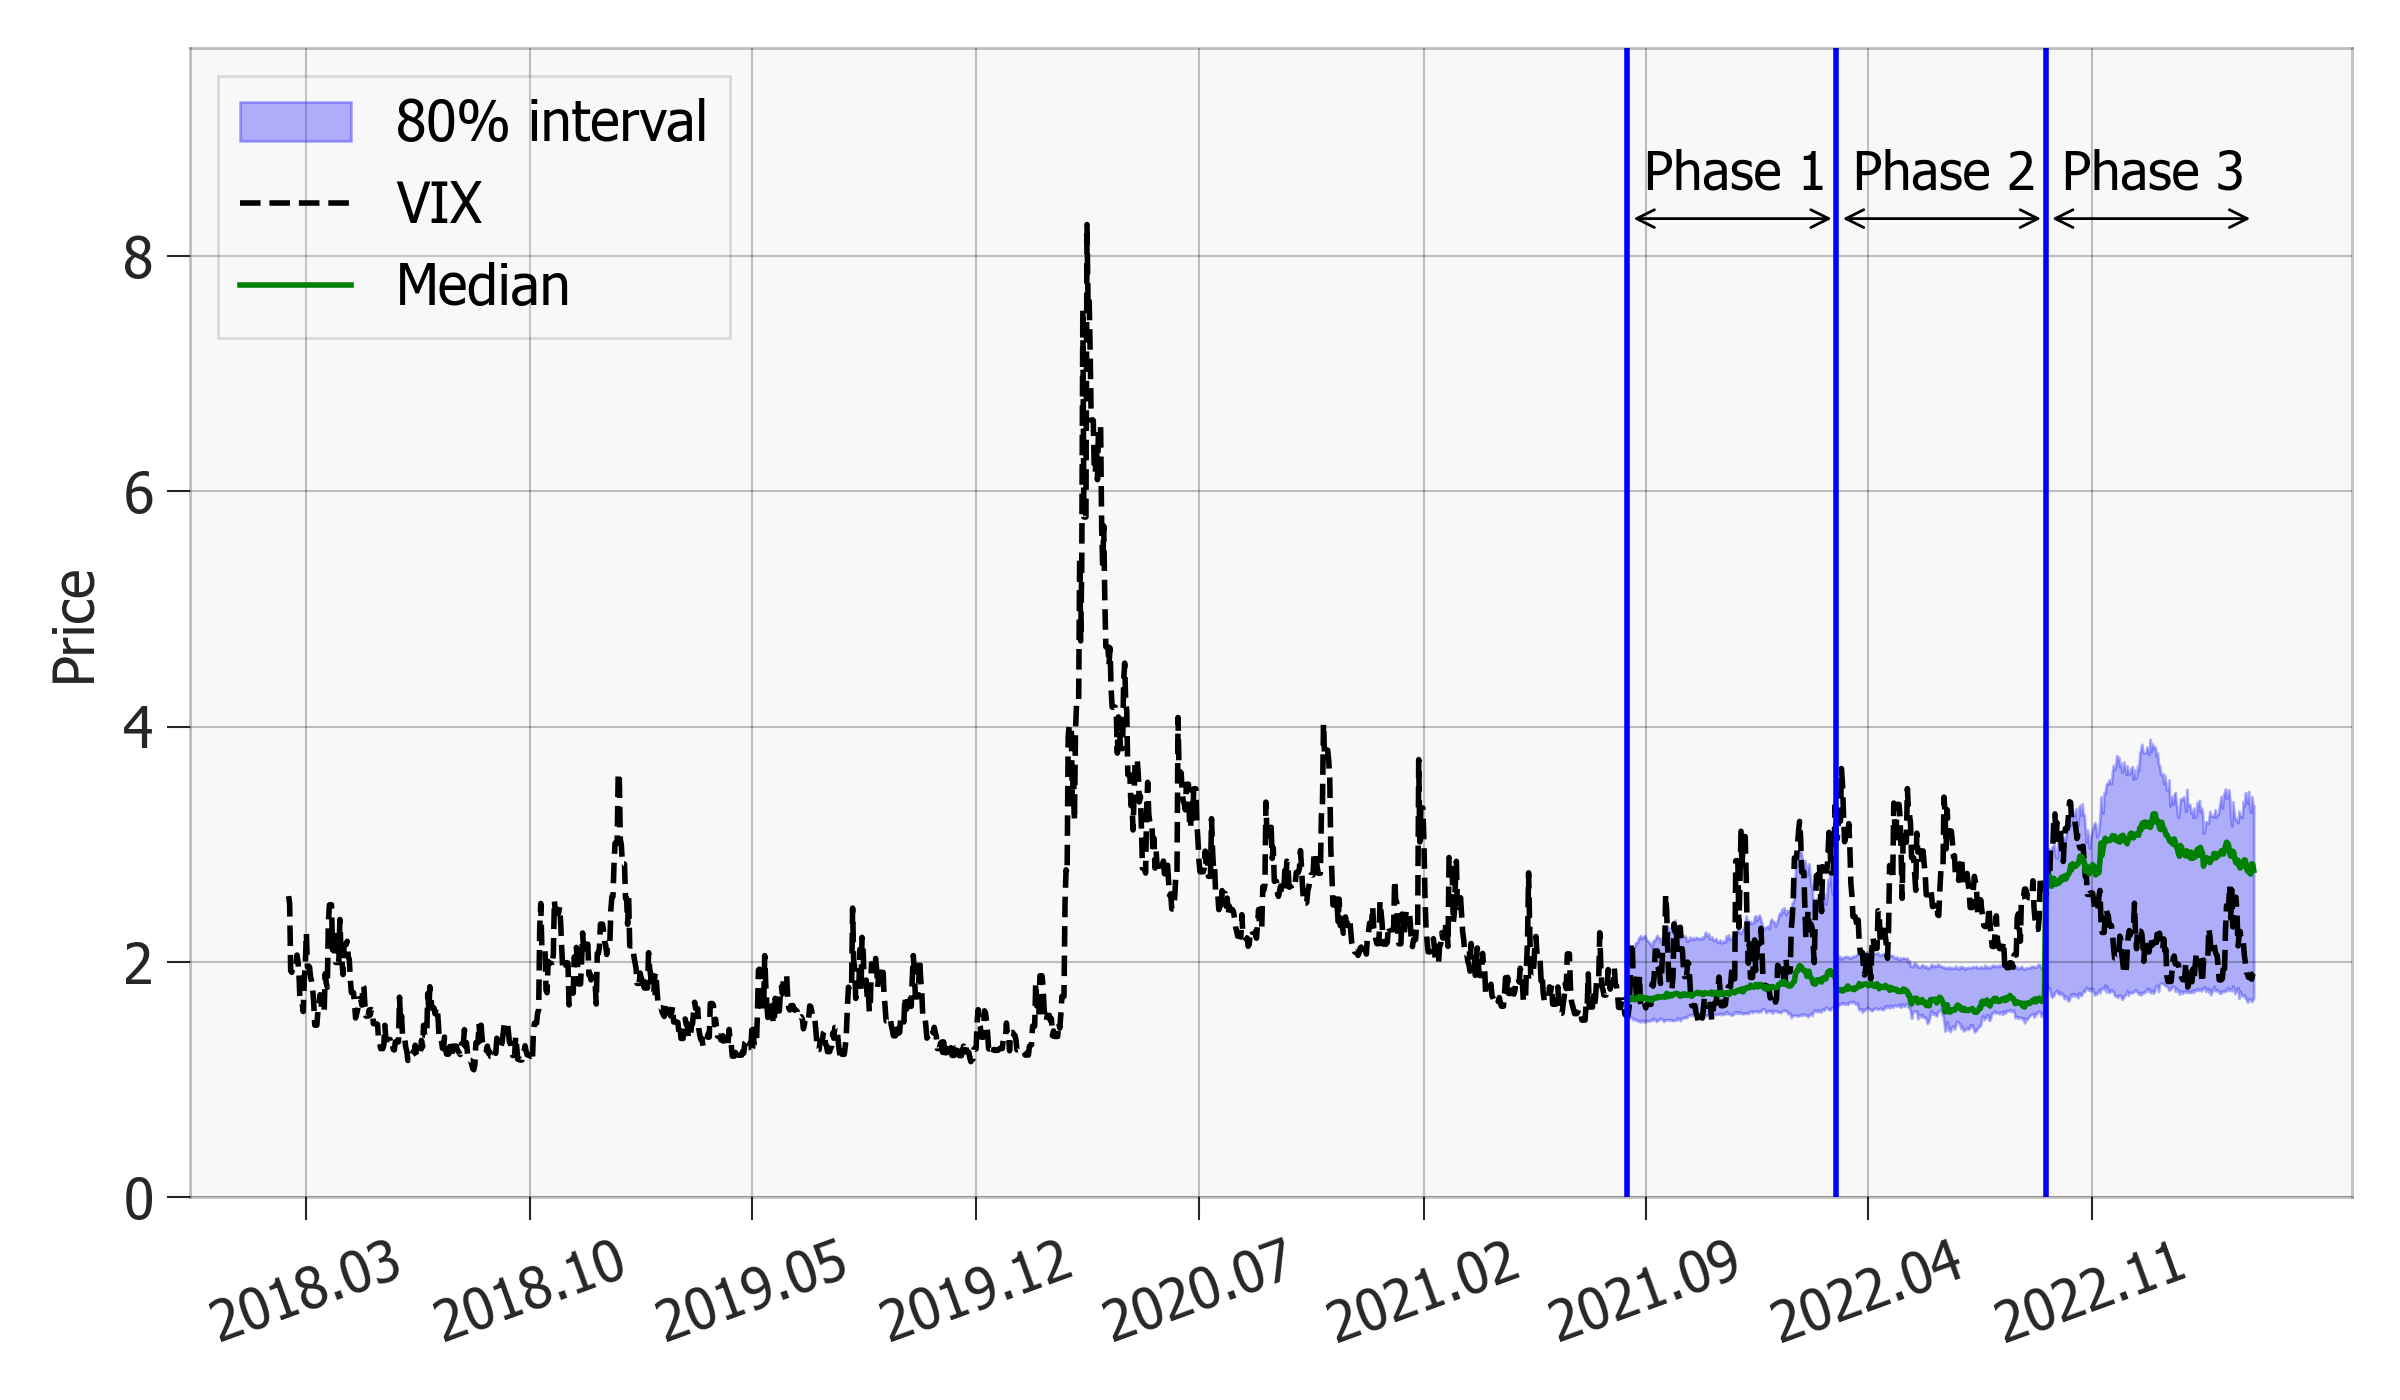 80% interval
VIX
Median
Phase 1
Phase 2
Phase 3
Price
8
6
4
2
0
2018.03
2018.10
2019.05
2019.12
2020.07
2021.02
2021.09
2022.04
2022.11